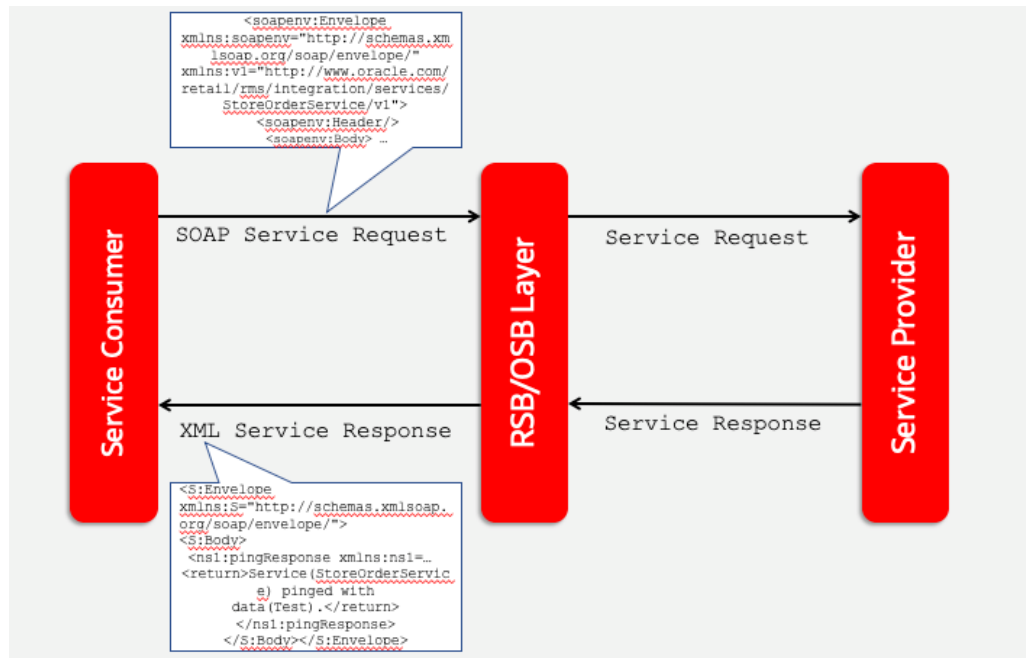 <soapenv:Envelope
xmlns:soapenv="http://schemas.xm
lsoap.org/soap/envelope/"
xmlns:v1="http://www.oracle.com/
retail/rms/integration/services/
StoreOrderService/v1">
<soapenv:Header/>
<soapenv:Body> …
Service Consumer
SOAP Service Request
RSB/OSB Layer
Service Request
Service Provider
XML Service Response
Service Response
<S:Envelope
xmlns:S="http://schemas.xmlsoap.
org/soap/envelope/">
<S:Body>
<ns1:pingResponse xmlns:ns1=…
<return>Service(StoreOrderServic
e) pinged with
data(Test).</return>
</ns1:pingResponse>
</S:Body></S:Envelope>